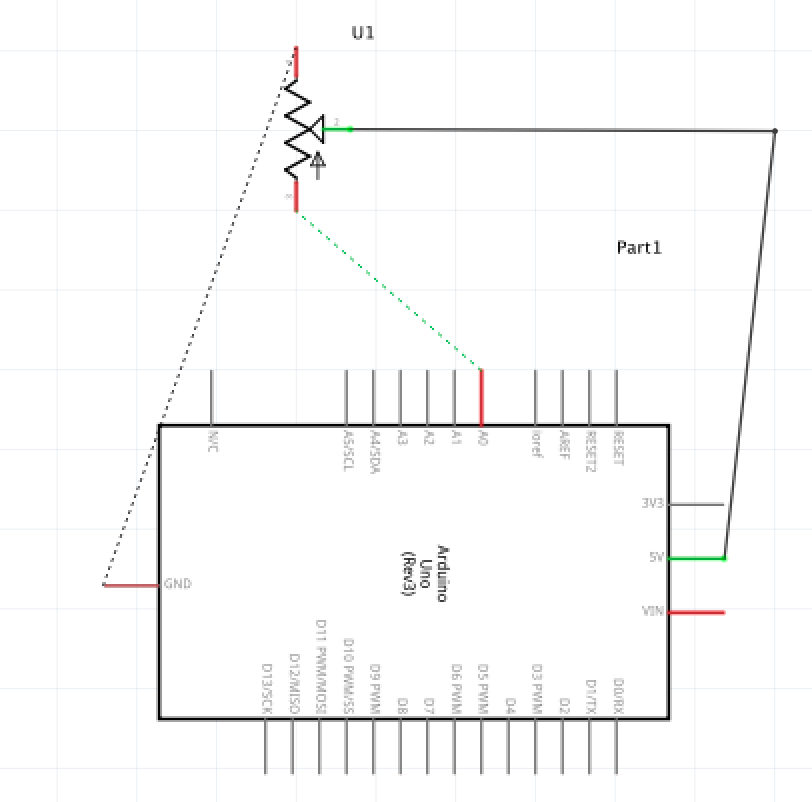 U1
2
Part1
N/C
A5/SCL
A4/SDA
A3
A2
A1
A0
ioref
AREF
RESET2
RESET
3V3
5V
VIN
GND
Arduino
Uno
(Rev3)
D13/SCK
D12/MISO
D11 PWM/MOSI
D10 PWM/SS
D9 PWM
D8
D7
D6 PWM
D5 PWM
D4
D3 PWM
D2
D1/TX
D0/RX